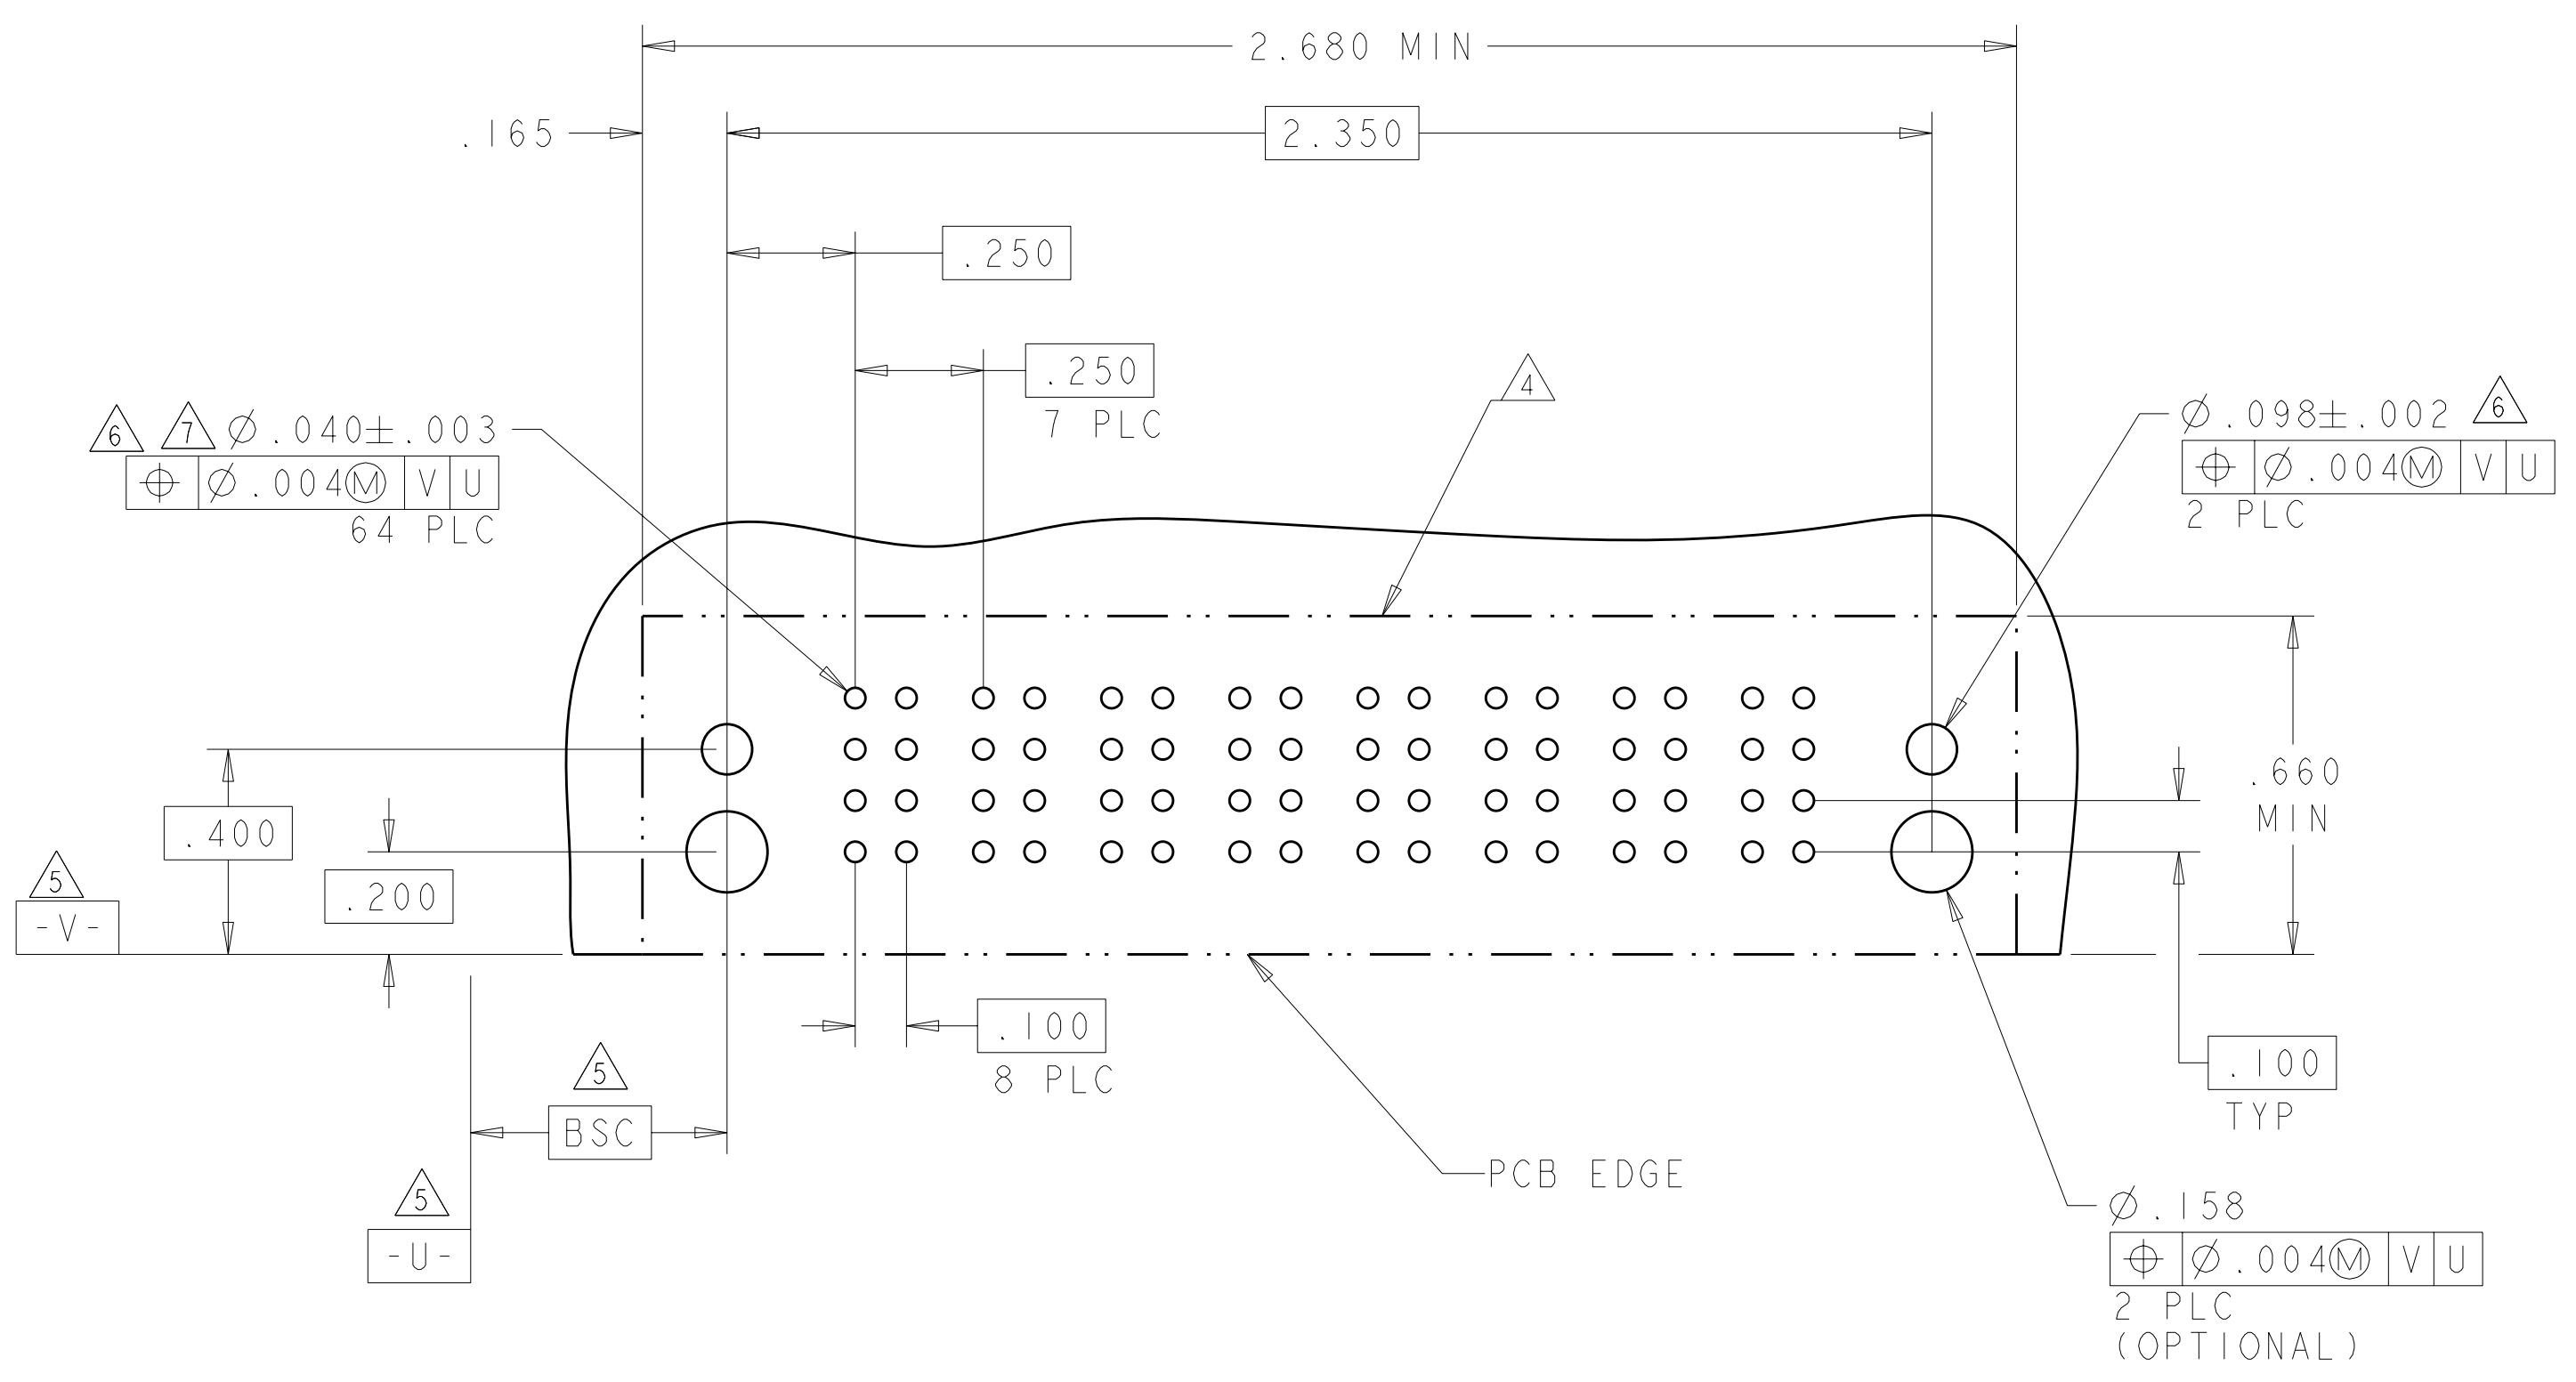 2.680 MIN
.165
2.350
.250
.250
7 PLC
4
6 7 Ø.040±.003
⌖ Ø.004Ⓜ V U
64 PLC
Ø.098±.002 6
⌖ Ø.004Ⓜ V U
2 PLC
.660
MIN
.400
.200
5
-V-
.100
8 PLC
5
BSC
5
-U-
PCB EDGE
.100
TYP
Ø.158
⌖ Ø.004Ⓜ V U
2 PLC
(OPTIONAL)